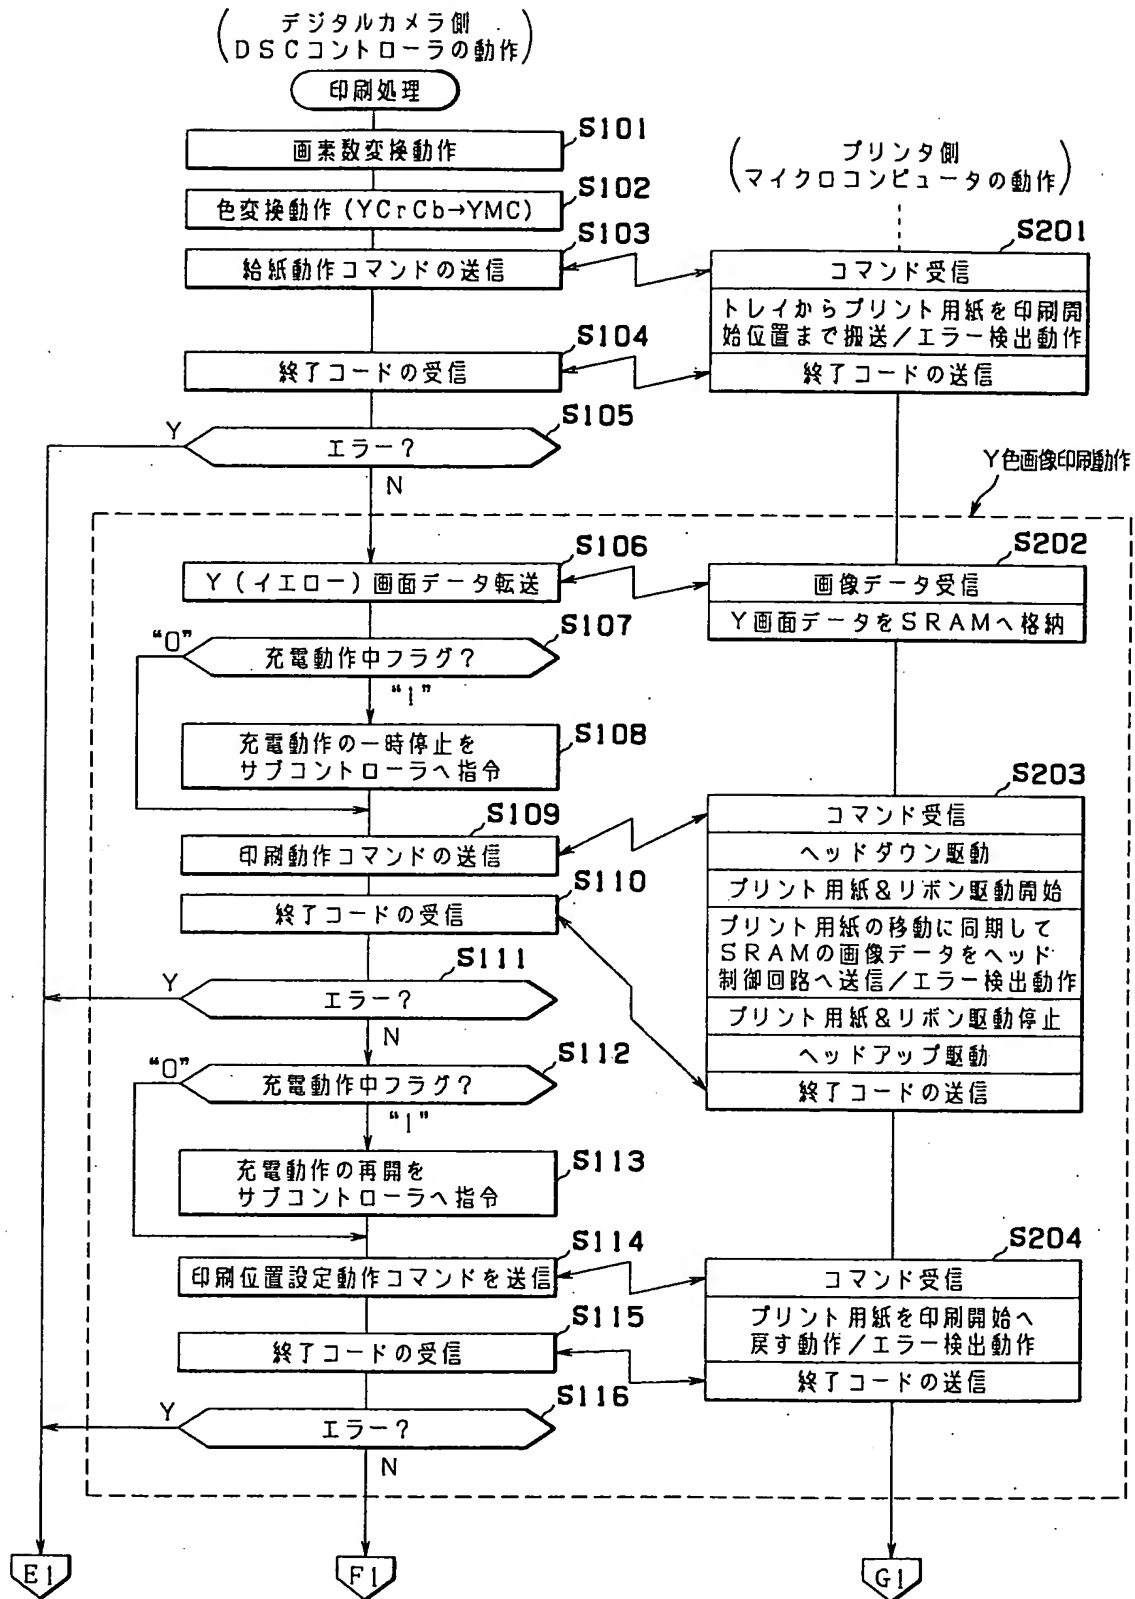 デジタルカメラ側
DSCコントローラの動作
印刷処理
S101
画素数変換動作
プリンタ側
マイクロコンピュータの動作
S102
色変換動作(YCrCb→YMC)
S103
給紙動作コマンドの送信
S201
コマンド受信
トレイからプリント用紙を印刷開
始位置まで搬送/エラー検出動作
終了コードの送信
S104
終了コードの受信
S105
Y
エラー?
N
Y色画像印刷動作
S106
Y(イエロー)画面データ転送
S202
画像データ受信
Y画面データをSRAMへ格納
S107
“0”
充電動作中フラグ?
“1”
S108
充電動作の一時停止を
サブコントローラへ指令
S109
印刷動作コマンドの送信
S203
コマンド受信
ヘッドダウン駆動
プリント用紙&リボン駆動開始
プリント用紙の移動に同期して
SRAMの画像データをヘッド
制御回路へ送信/エラー検出動作
プリント用紙&リボン駆動停止
ヘッドアップ駆動
終了コードの送信
S110
終了コードの受信
S111
Y
エラー?
N
S112
“0”
充電動作中フラグ?
“1”
S113
充電動作の再開を
サブコントローラへ指令
S114
印刷位置設定動作コマンドを送信
S204
コマンド受信
プリント用紙を印刷開始へ
戻す動作/エラー検出動作
終了コードの送信
S115
終了コードの受信
S116
Y
エラー?
N
E1
F1
G1